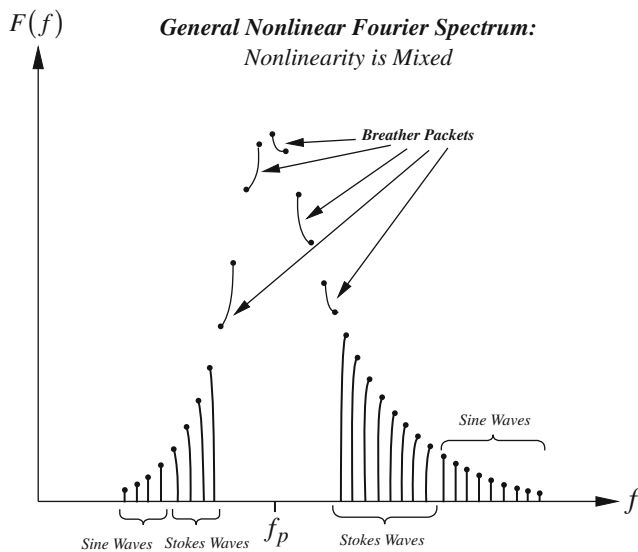 General Nonlinear Fourier Spectrum:
Nonlinearity is Mixed
F(f)
Breather Packets
Sine Waves
f
f_p
Sine Waves
Stokes Waves
Stokes Waves